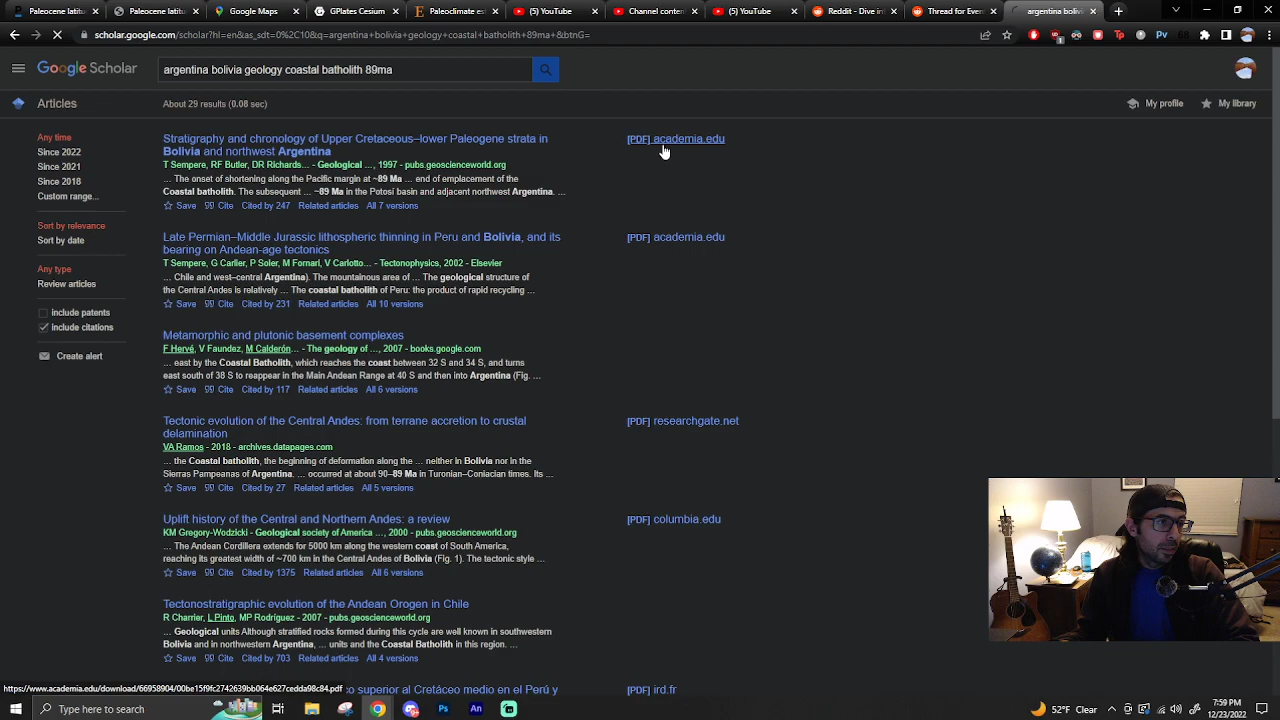 Paleocene latitu
Paleocene latitu
Google Maps
GPlates Cesium
Paleoclimate es
(5) YouTube
Channel conten
(5) YouTube
Reddit - Dive in
Thread for Even
argentina bolivi
scholar.google.com/scholar?hl=en&as_sdt=0%2C10&q=argentina+bolivia+geology+coastal+batholith+89ma+&btnG=
Google Scholar
argentina bolivia geology coastal batholith 89ma
Articles
About 29 results (0.08 sec)
My profile
My library
Any time
Since 2022
Since 2021
Since 2018
Custom range...
Sort by relevance
Sort by date
Any type
Review articles
include patents
include citations
Create alert
Stratigraphy and chronology of Upper Cretaceous–lower Paleogene strata in
Bolivia and northwest Argentina
T Sempere, RF Butler, DR Richards... - Geological ..., 1997 - pubs.geoscienceworld.org
... The onset of shortening along the Pacific margin at ~89 Ma ... end of emplacement of the
Coastal batholith. The subsequent ... ~89 Ma in the Potosí basin and adjacent northwest Argentina. ...
Save Cite Cited by 247 Related articles All 7 versions
[PDF] academia.edu
Late Permian–Middle Jurassic lithospheric thinning in Peru and Bolivia, and its
bearing on Andean-age tectonics
T Sempere, G Carlier, P Soler, M Fornari, V Carlotto... - Tectonophysics, 2002 - Elsevier
... Chile and west–central Argentina). The mountainous area of ... The geological structure of
the Central Andes is relatively ... The coastal batholith of Peru: the product of rapid recycling ...
Save Cite Cited by 231 Related articles All 10 versions
[PDF] academia.edu
Metamorphic and plutonic basement complexes
F Hervé, V Faundez, M Calderón... - The geology of ..., 2007 - books.google.com
... east by the Coastal Batholith, which reaches the coast between 32 S and 34 S, and turns
east south of 38 S to reappear in the Main Andean Range at 40 S and then into Argentina (Fig. ...
Save Cite Cited by 117 Related articles All 6 versions
Tectonic evolution of the Central Andes: from terrane accretion to crustal
delamination
VA Ramos - 2018 - archives.datapages.com
... the Coastal batholith, the beginning of deformation along the ... neither in Bolivia nor in the
Sierras Pampeanas of Argentina. ... occurred at about 90–89 Ma in Turonian–Coniacian times. Its ...
Save Cite Cited by 27 Related articles All 5 versions
[PDF] researchgate.net
Uplift history of the Central and Northern Andes: a review
KM Gregory-Wodzicki - Geological society of America ..., 2000 - pubs.geoscienceworld.org
... The Andean Cordillera extends for 5000 km along the western coast of South America,
reaching its greatest width of ~700 km in the Central Andes of Bolivia (Fig. 1). The tectonic style ...
Save Cite Cited by 1375 Related articles All 6 versions
[PDF] columbia.edu
Tectonostratigraphic evolution of the Andean Orogen in Chile
R Charrier, L Pinto, MP Rodríguez - 2007 - pubs.geoscienceworld.org
... Geological units Although stratified rocks formed during this cycle are well known in southwestern
Bolivia and in northwestern Argentina, ... units and the Coastal Batholith in this region. ...
Save Cite Cited by 703 Related articles All 4 versions
https://www.academia.edu/download/66958904/00be15f9fc2742639bb064e627cedda98c84.pdf
co superior al Cretáceo medio en el Perú y
[PDF] ird.fr
Type here to search
52°F Clear
7:59 PM
12/23/2022